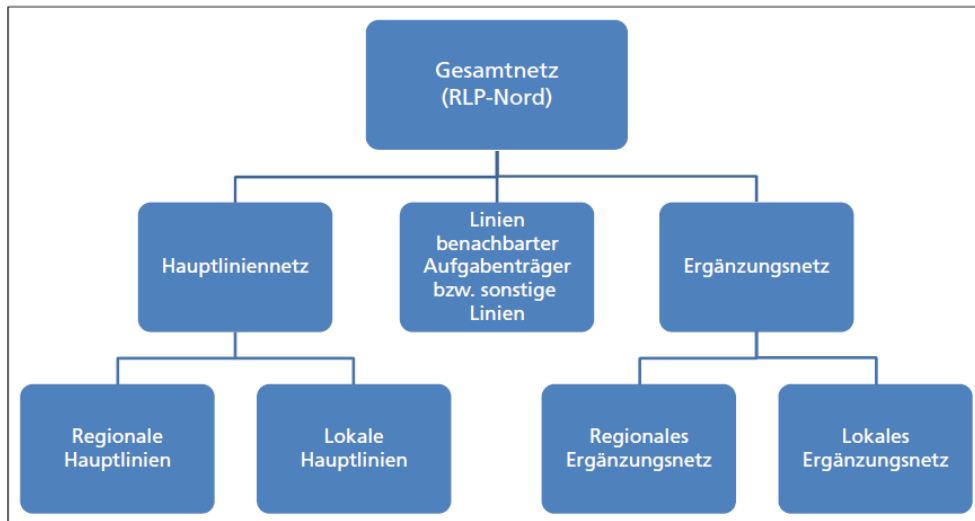 Gesamtnetz
(RLP-Nord)
Hauptliniennetz
Linien
benachbarter
Aufgabenträger
bzw. sonstige
Linien
Ergänzungsnetz
Regionale
Hauptlinien
Lokale
Hauptlinien
Regionales
Ergänzungsnetz
Lokales
Ergänzungsnetz